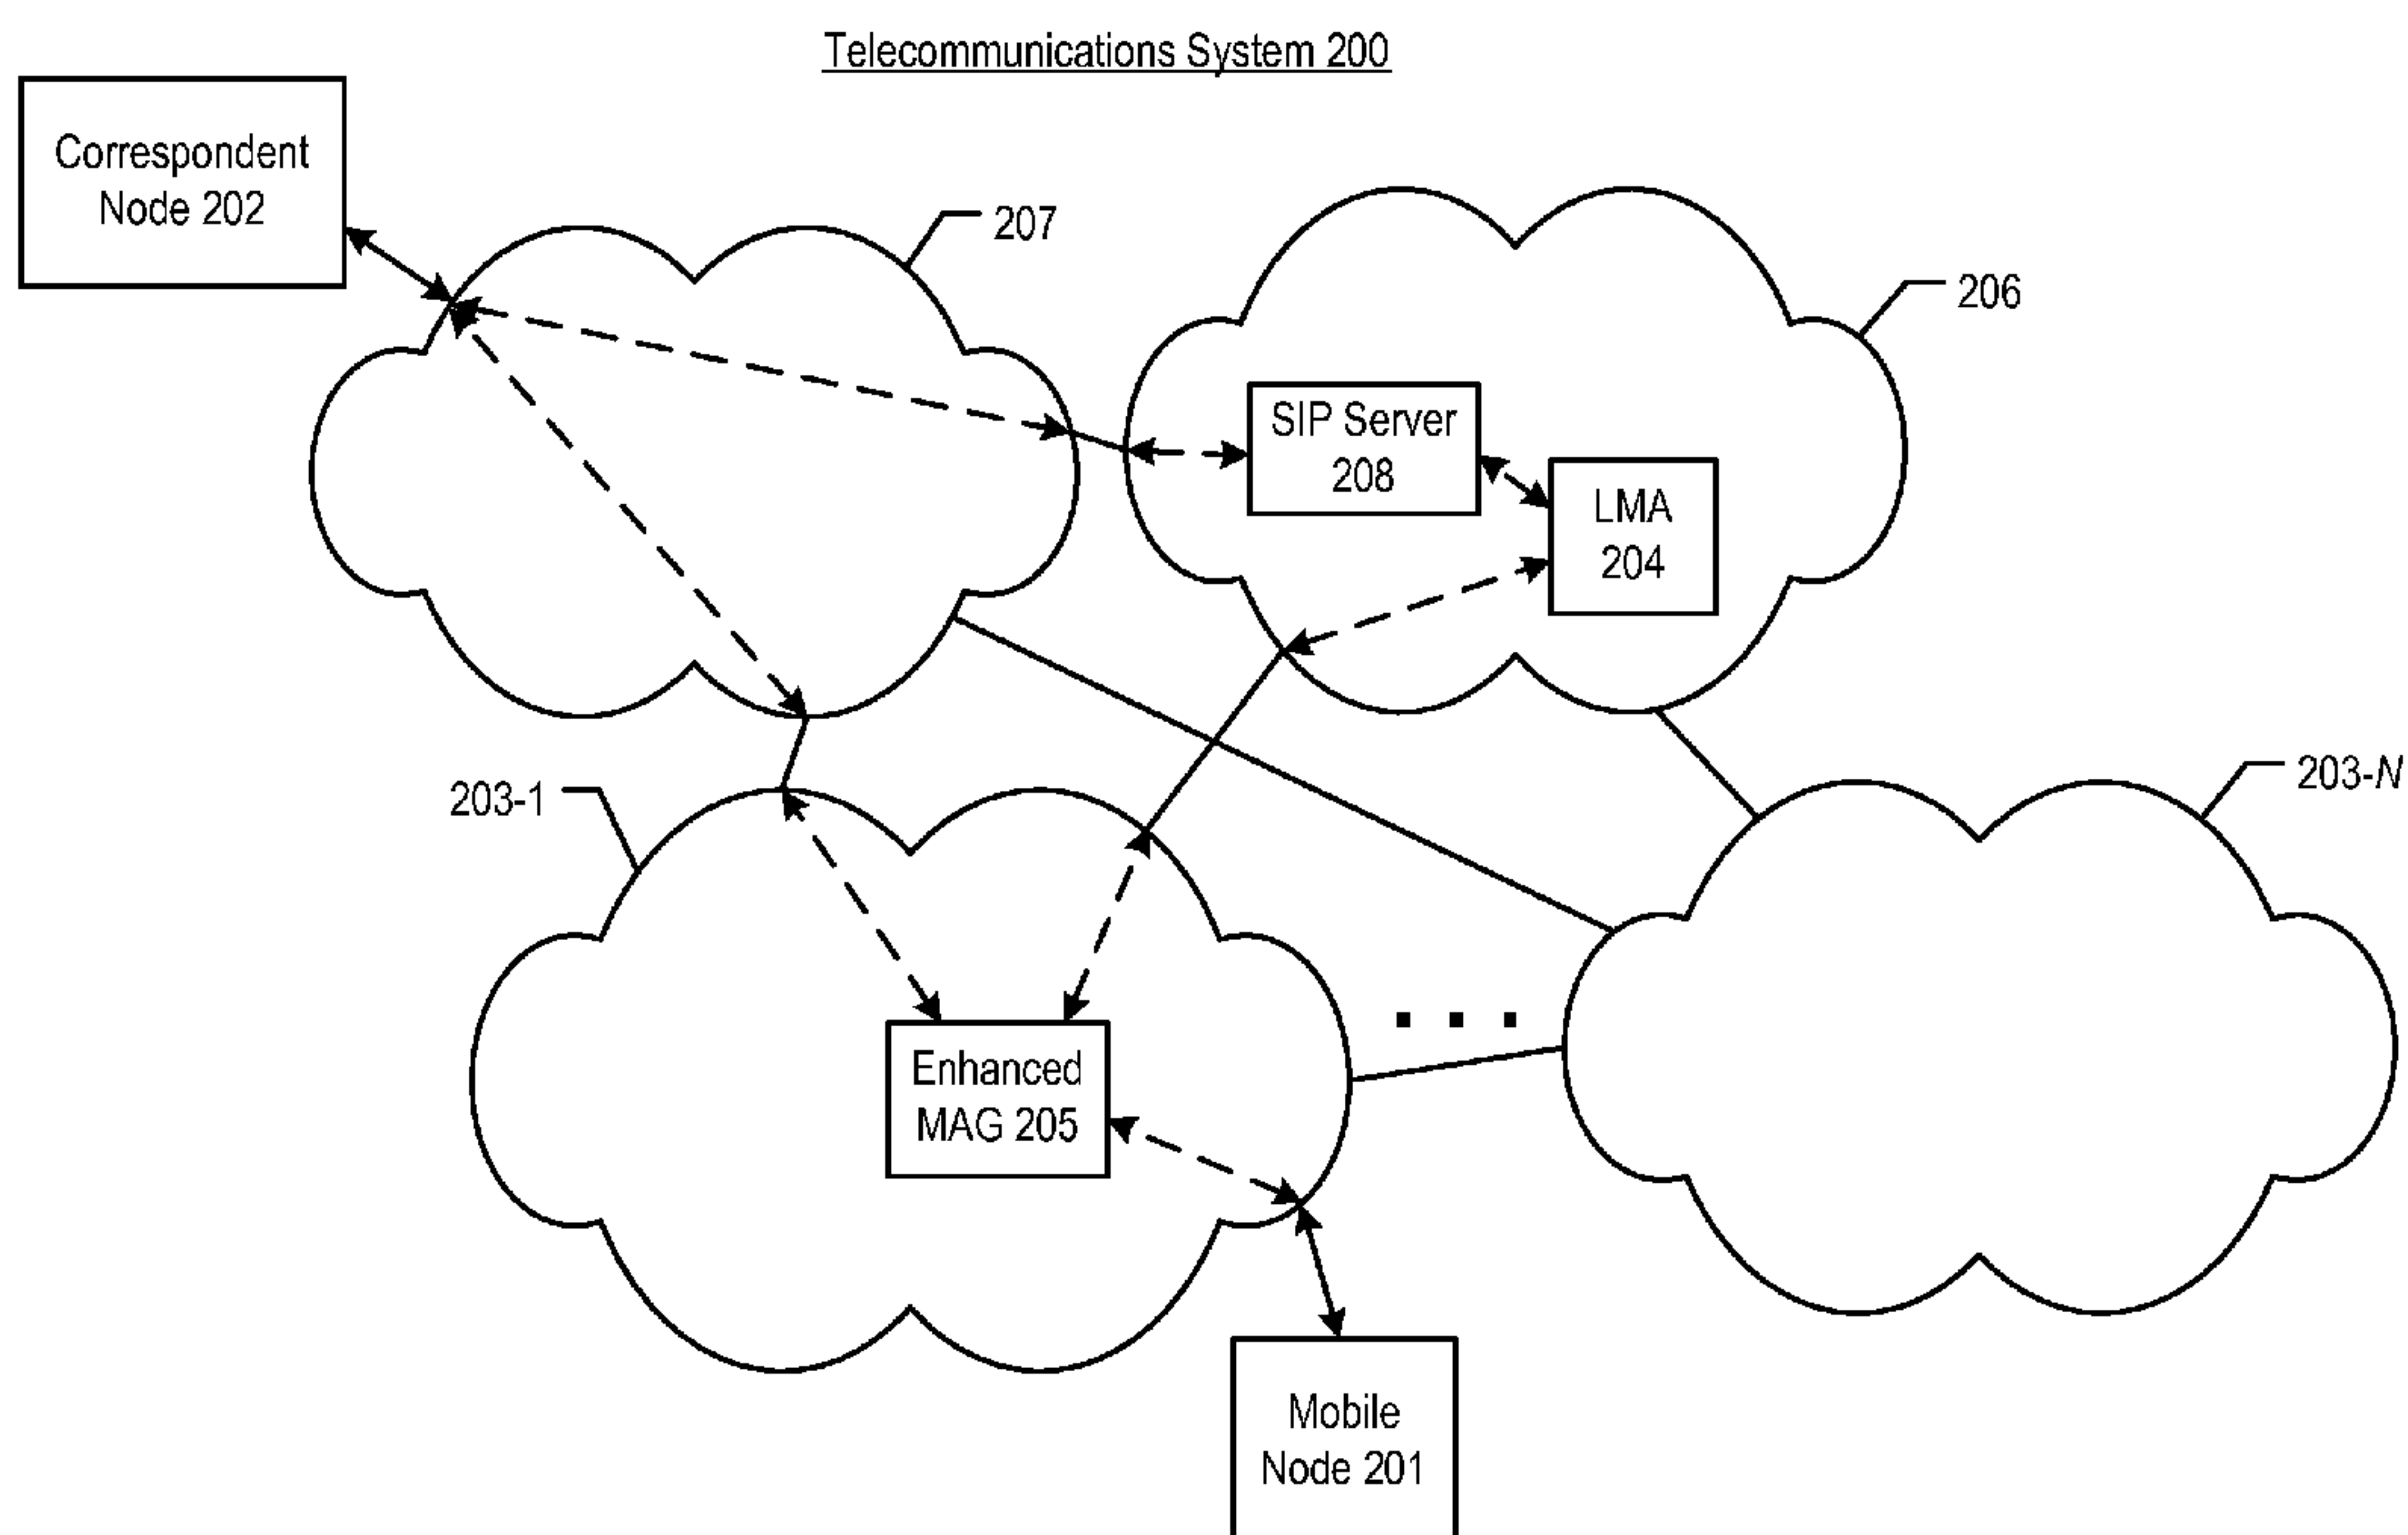 Telecommunications System 200
Correspondent
Node 202
207
206
SIP Server
208
LMA
204
203-1
203-N
Enhanced
MAG 205
Mobile
Node 201